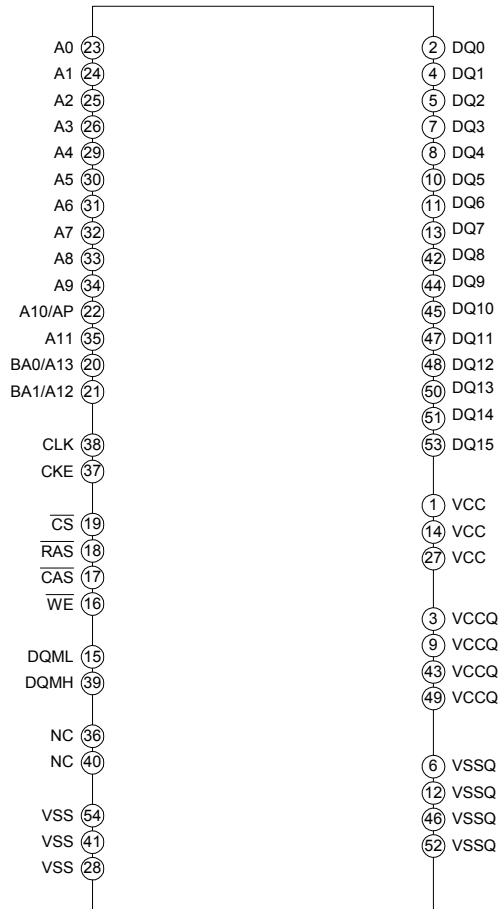 A0 23
A1 24
A2 25
A3 26
A4 29
A5 30
A6 31
A7 32
A8 33
A9 34
A10/AP 22
A11 35
BA0/A13 20
BA1/A12 21
CLK 38
CKE 37
CS 19
RAS 18
CAS 17
WE 16
DQML 15
DQMH 39
NC 36
NC 40
VSS 54
VSS 41
VSS 28
2 DQ0
4 DQ1
5 DQ2
7 DQ3
8 DQ4
10 DQ5
11 DQ6
13 DQ7
42 DQ8
44 DQ9
45 DQ10
47 DQ11
48 DQ12
50 DQ13
51 DQ14
53 DQ15
1 VCC
14 VCC
27 VCC
3 VCCQ
9 VCCQ
43 VCCQ
49 VCCQ
6 VSSQ
12 VSSQ
46 VSSQ
52 VSSQ